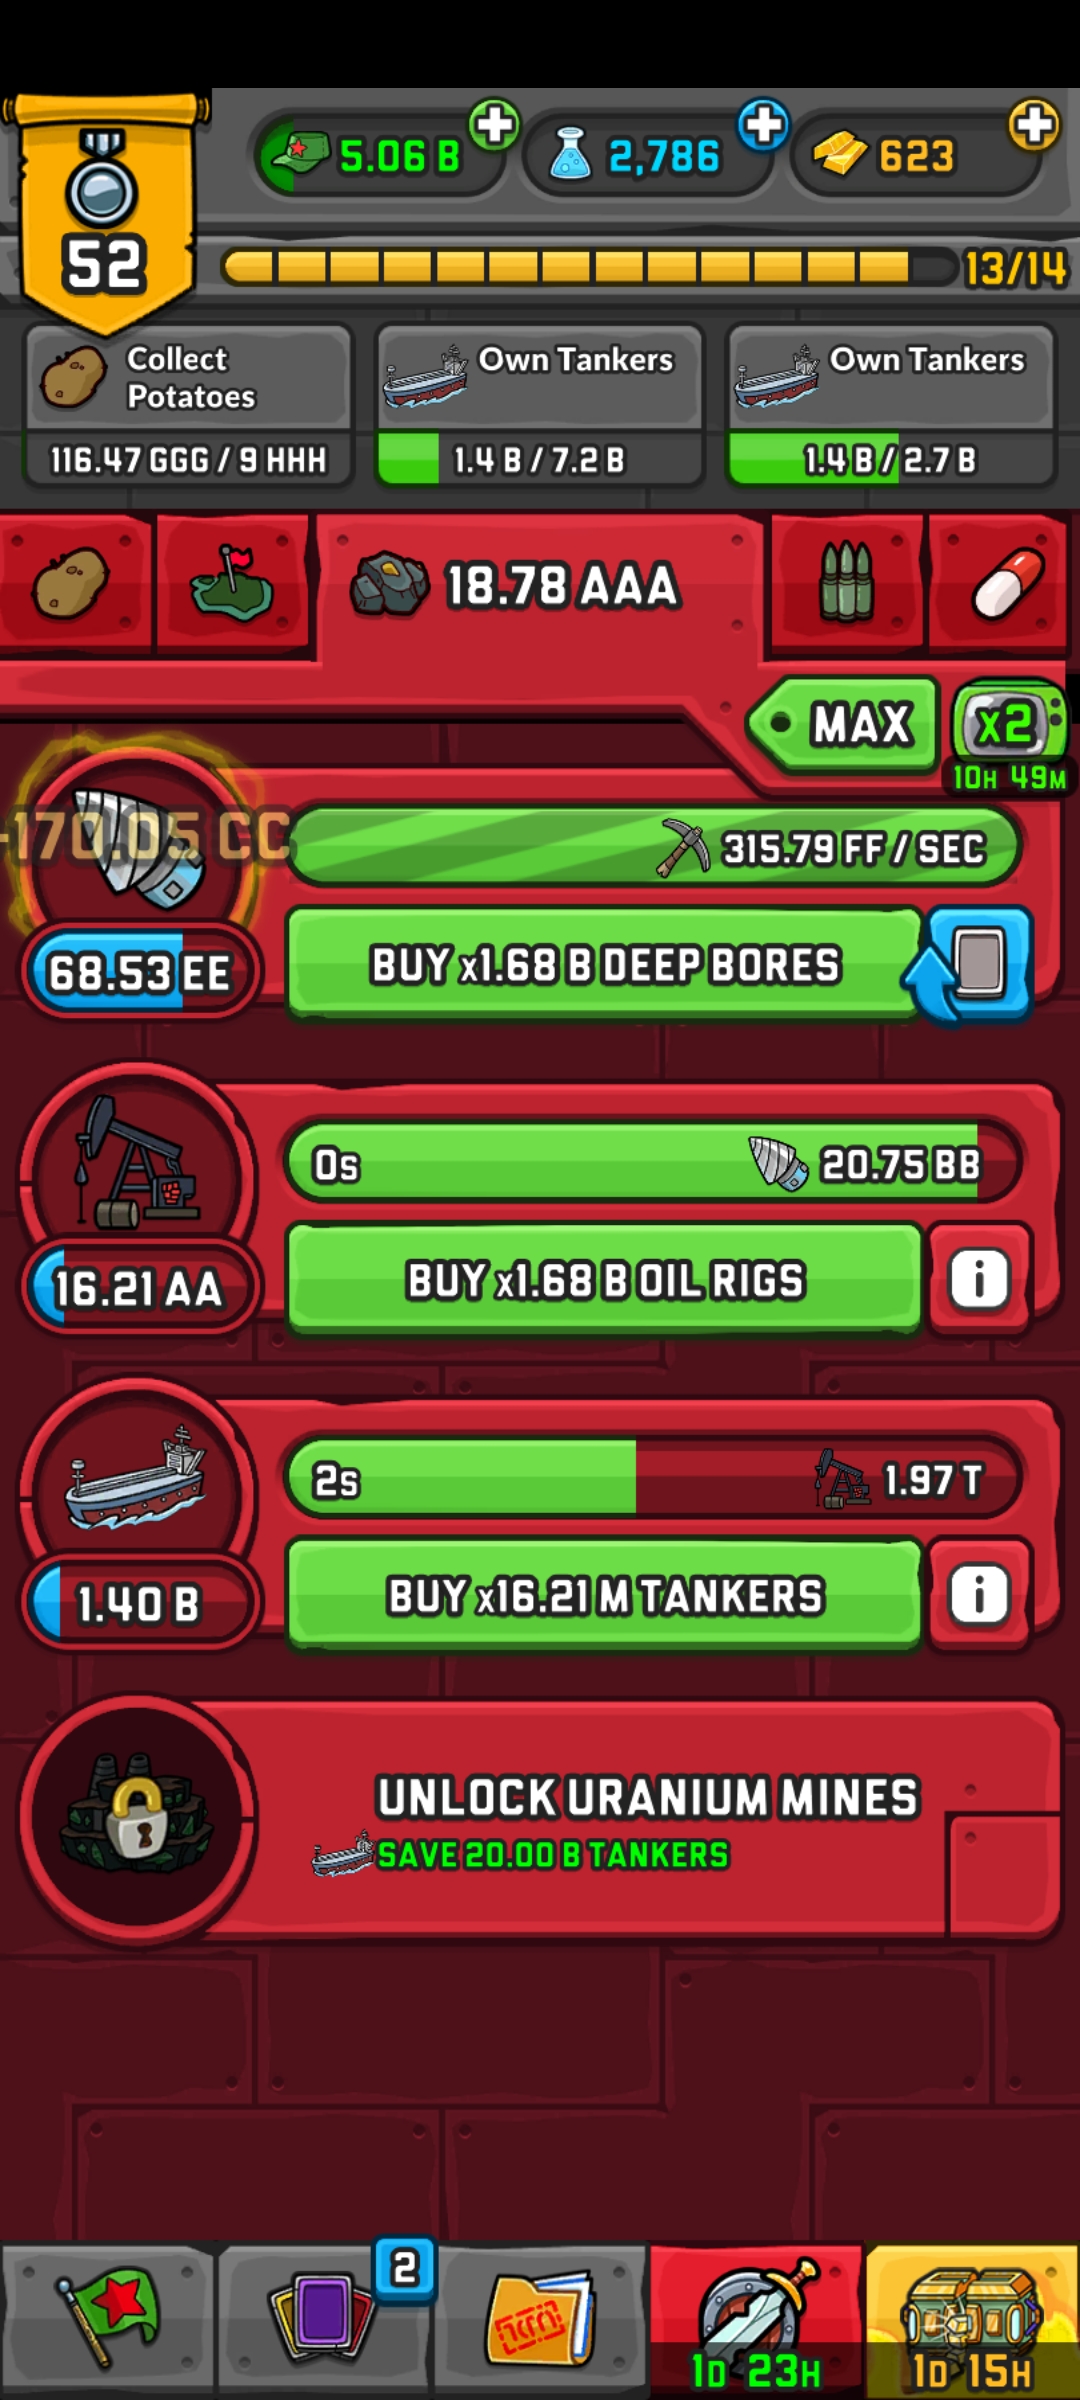 52
5.06 B
2,786
623
13/14
Collect
Potatoes
116.47 GGG / 9 HHH
Own Tankers
1.4 B / 7.2 B
Own Tankers
1.4 B / 2.7 B
18.78 AAA
MAX
x2
10H 49M
-170.05 CC
315.79 FF / SEC
68.53 EE
BUY x1.68 B DEEP BORES
0s
20.75 BB
16.21 AA
BUY x1.68 B OIL RIGS
i
2s
1.97 T
1.40 B
BUY x16.21 M TANKERS
i
UNLOCK URANIUM MINES
SAVE 20.00 B TANKERS
2
1D 23H
1D 15H